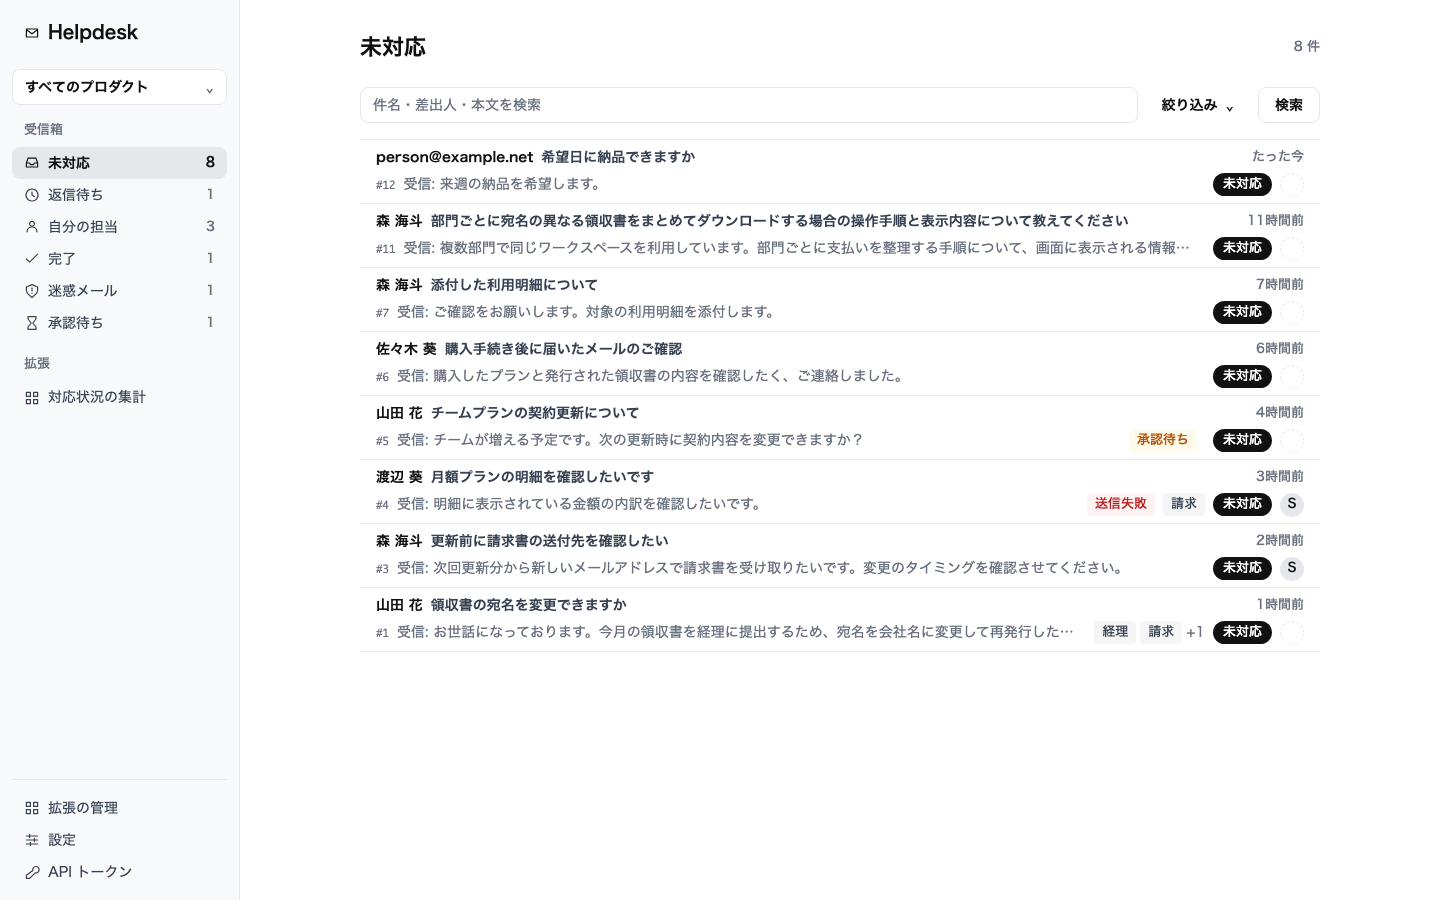 Helpdesk
すべてのプロダクト
受信箱
未対応 8
返信待ち 1
自分の担当 3
完了 1
迷惑メール 1
承認待ち 1
拡張
対応状況の集計
拡張の管理
設定
API トークン
未対応 8 件
件名・差出人・本文を検索 絞り込み 検索
person@example.net 希望日に納品できますか たった今
#12 受信: 来週の納品を希望します。 未対応
森 海斗 部門ごとに宛名の異なる領収書をまとめてダウンロードする場合の操作手順と表示内容について教えてください 11時間前
#11 受信: 複数部門で同じワークスペースを利用しています。部門ごとに支払いを整理する手順について、画面に表示される情報… 未対応
森 海斗 添付した利用明細について 7時間前
#7 受信: ご確認をお願いします。対象の利用明細を添付します。 未対応
佐々木 葵 購入手続き後に届いたメールのご確認 6時間前
#6 受信: 購入したプランと発行された領収書の内容を確認したく、ご連絡しました。 未対応
山田 花 チームプランの契約更新について 4時間前
#5 受信: チームが増える予定です。次の更新時に契約内容を変更できますか？ 承認待ち 未対応
渡辺 葵 月額プランの明細を確認したいです 3時間前
#4 受信: 明細に表示されている金額の内訳を確認したいです。 送信失敗 請求 未対応 S
森 海斗 更新前に請求書の送付先を確認したい 2時間前
#3 受信: 次回更新分から新しいメールアドレスで請求書を受け取りたいです。変更のタイミングを確認させてください。 未対応 S
山田 花 領収書の宛名を変更できますか 1時間前
#1 受信: お世話になっております。今月の領収書を経理に提出するため、宛名を会社名に変更して再発行した… 経理 請求 +1 未対応